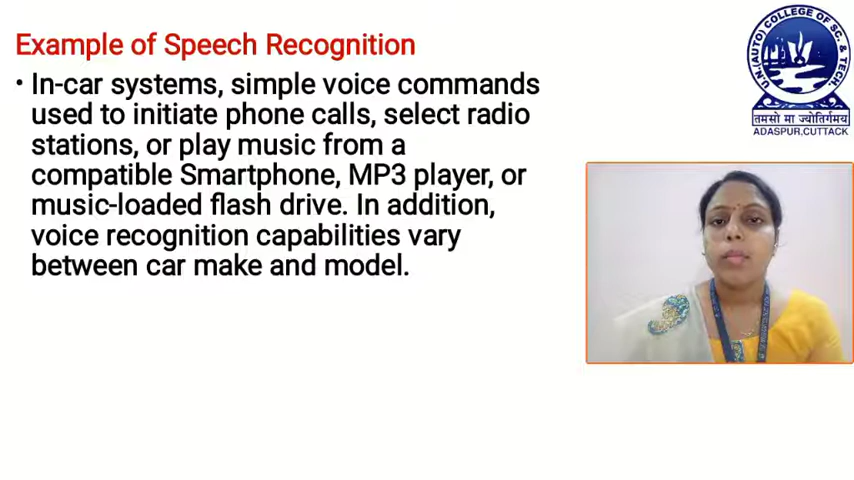 Example of Speech Recognition
• In-car systems, simple voice commands
used to initiate phone calls, select radio
stations, or play music from a
compatible Smartphone, MP3 player, or
music-loaded flash drive. In addition,
voice recognition capabilities vary
between car make and model.
U.N.(AUTO) COLLEGE OF SC. & TECH.
तमसो मा ज्योतिर्गमय
ADASPUR,CUTTACK